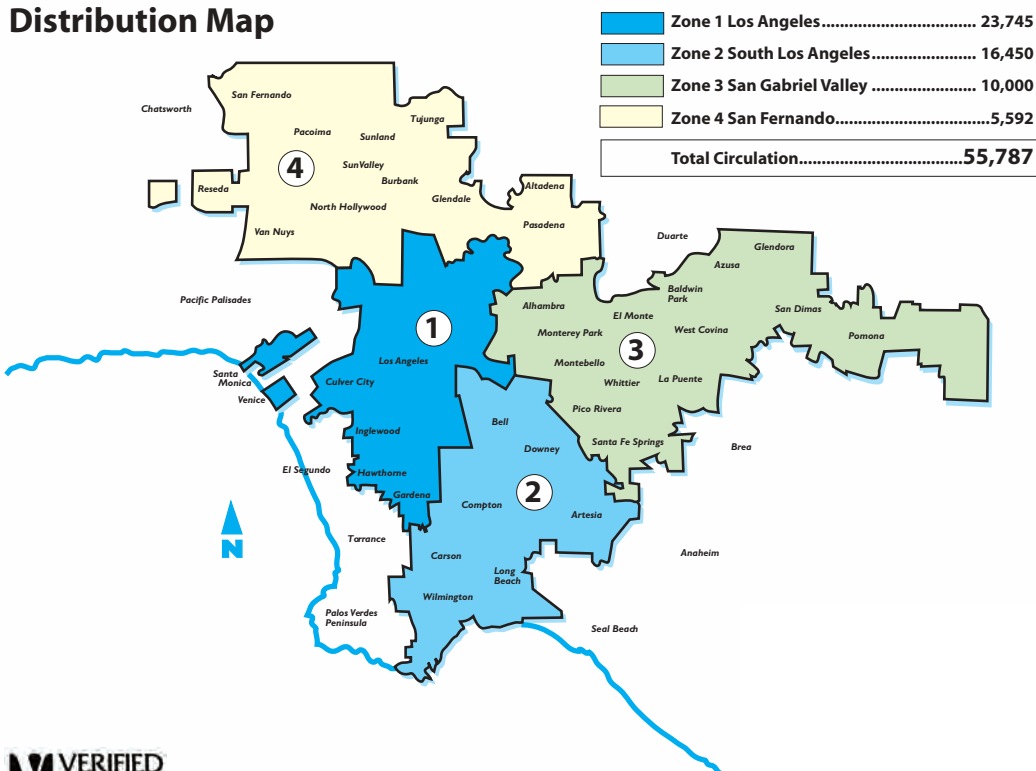 Distribution Map
Zone 1 Los Angeles............................... 23,745
Zone 2 South Los Angeles..................... 16,450
Zone 3 San Gabriel Valley ..................... 10,000
Zone 4 San Fernando.............................5,592
Total Circulation.................................55,787
San Fernando
Chatsworth
Tujunga
Pacoima
Sunland
4
Sun Valley
Burbank
Reseda
Altadena
Glendale
North Hollywood
Pasadena
Van Nuys
Duarte
Glendora
Azusa
Pacific Palisades
Baldwin
Park
Alhambra
San Dimas
El Monte
1
Monterey Park
West Covina
Pomona
3
Los Angeles
Montebello
Santa
Monica
Culver City
Whittier
La Puente
Venice
Pico Rivera
Bell
Inglewood
Santa Fe Springs
Downey
Brea
El Segundo
Hawthorne
Gardena
2
Compton
Artesia
N
Torrance
Carson
Anaheim
Long
Beach
Wilmington
Palos Verdes
Peninsula
Seal Beach
VERIFIED